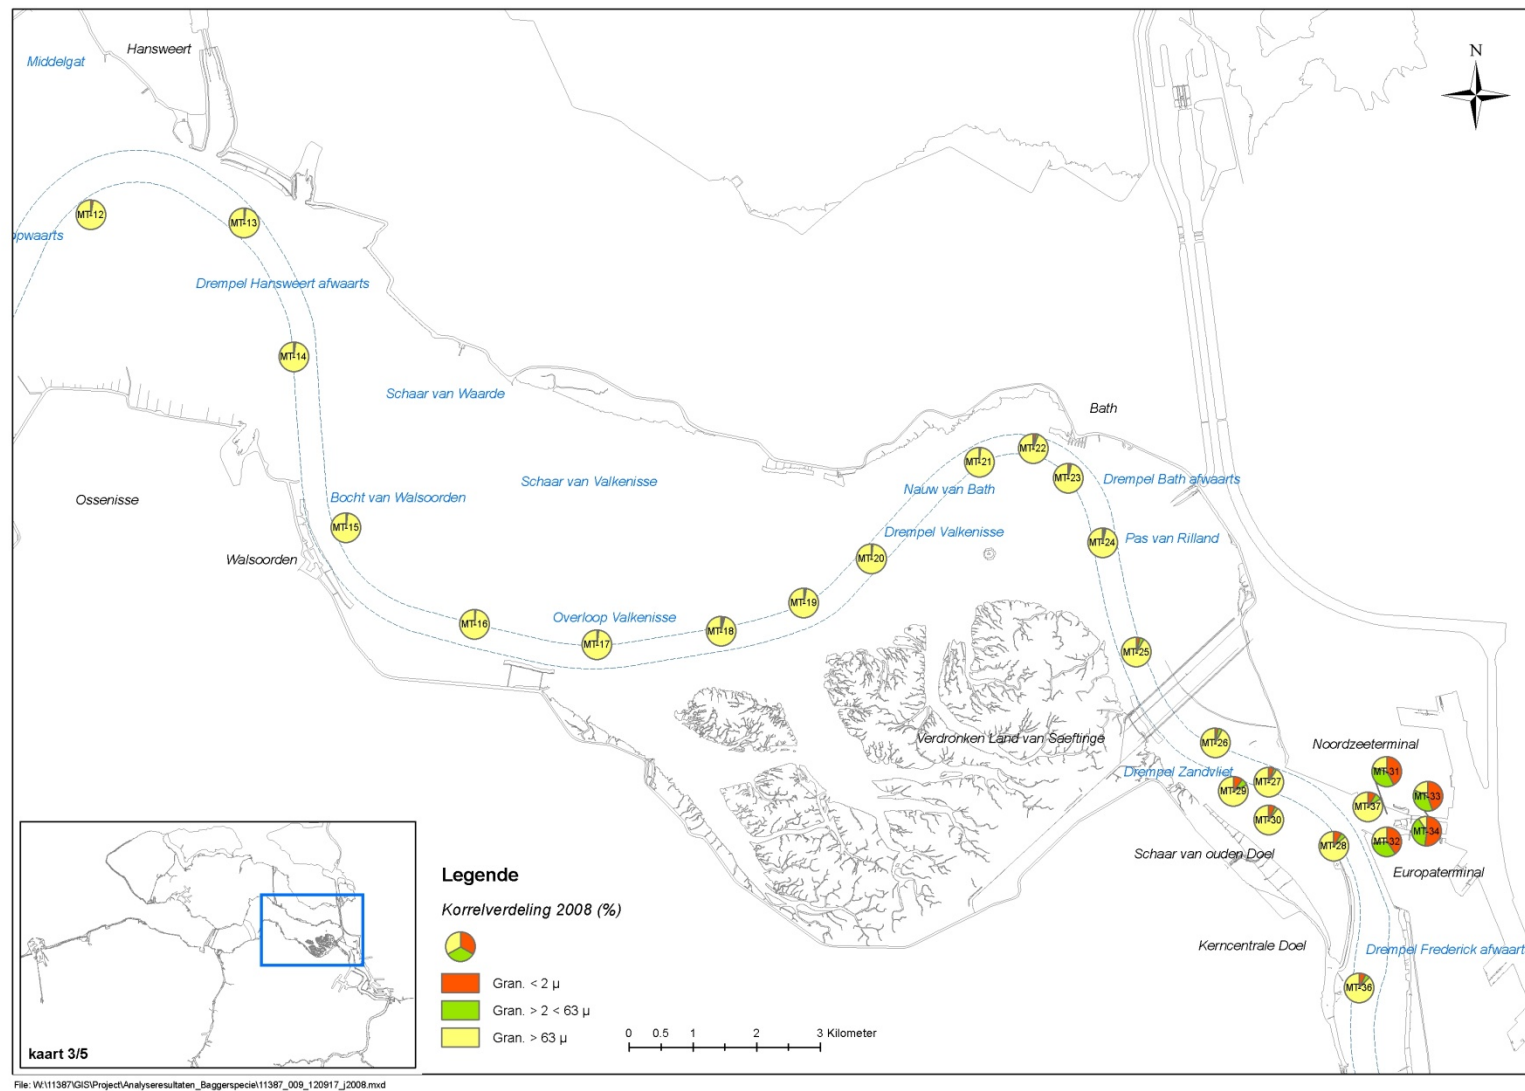 Hansweert
Middelgat
N
MT-12
MT-13
opwaarts
Drempel Hansweert afwaarts
MT-14
Schaar van Waarde
Bath
MT-22
MT-21
MT-23
Drempel Bath afwaarts
Schaar van Valkenisse
Nauw van Bath
Ossenisse
Bocht van Walsoorden
MT-15
Drempel Valkenisse
MT-24
Pas van Rilland
Walsoorden
MT-20
MT-19
MT-16
Overloop Valkenisse
MT-18
MT-17
MT-25
Verdronken Land van Saeftinge
MT-26
Noordzeeterminal
Drempel Zandvliet
MT-31
MT-27
MT-29
MT-33
MT-37
MT-30
MT-34
MT-32
MT-28
Schaar van ouden Doel
Europaterminal
Kerncentrale Doel
Drempel Frederick afwaart
MT-36
Legende
Korrelverdeling 2008 (%)
Gran. < 2 µ
Gran. > 2 < 63 µ
Gran. > 63 µ
0 0.5 1 2 3 Kilometer
kaart 3/5
File: W:\11387\GIS\Project\Analyseresultaten_Baggerspecie\11387_009_120917_j2008.mxd